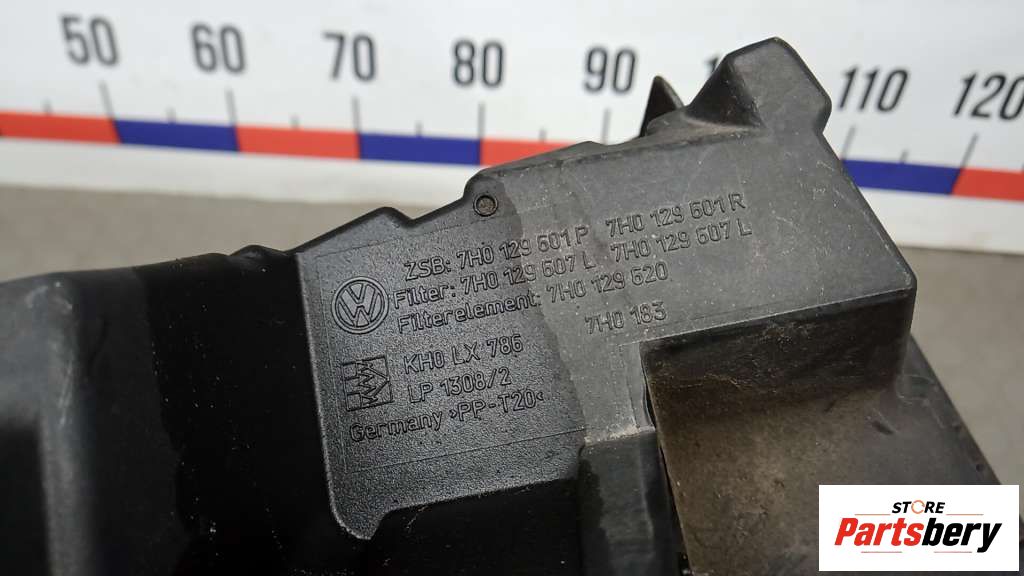 50 60 70 80 90 110 120
ZSB: 7H0 129 601 P 7H0 129 601 R
Filter: 7H0 129 607 L 7H0 129 607 L
Filterelement: 7H0 129 620
7H0 183
KHO LX 786
LP 1308/2
Germany >PP-T20<
STORE
Partsbery